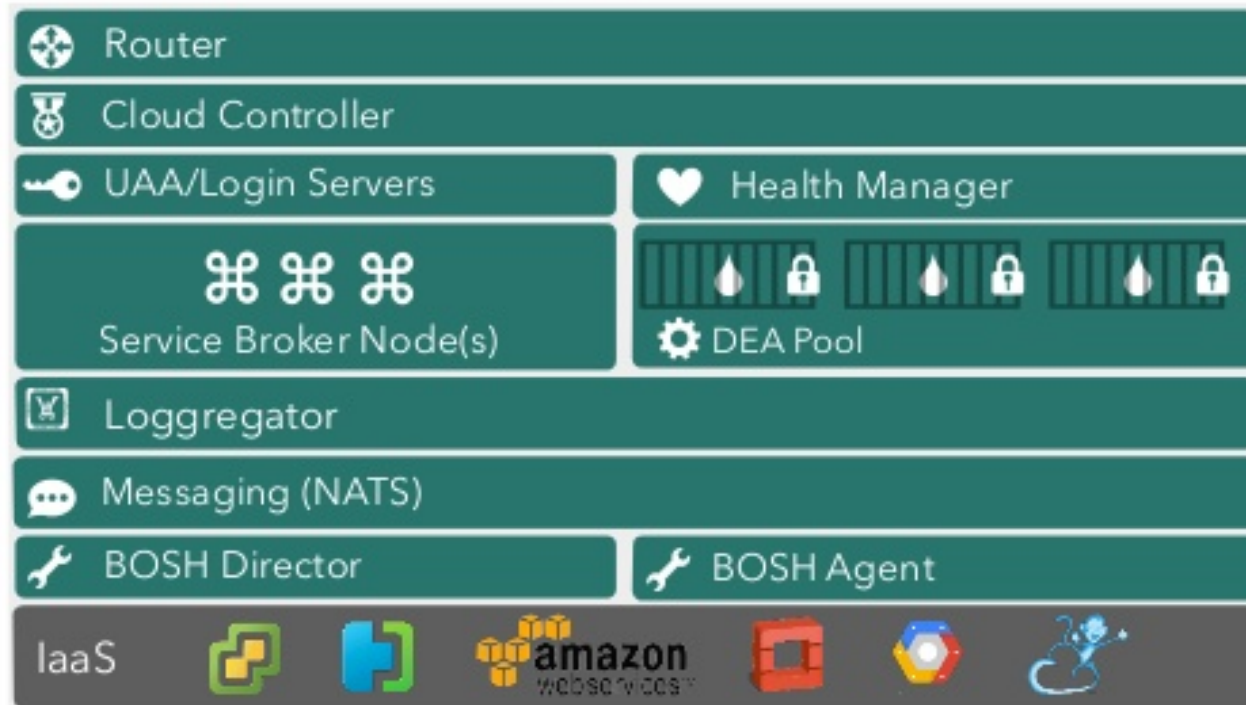 Router
Cloud Controller
UAA/Login Servers
Health Manager
Service Broker Node(s)
DEA Pool
Loggregator
Messaging (NATS)
BOSH Director
BOSH Agent
IaaS
amazon
webservices™